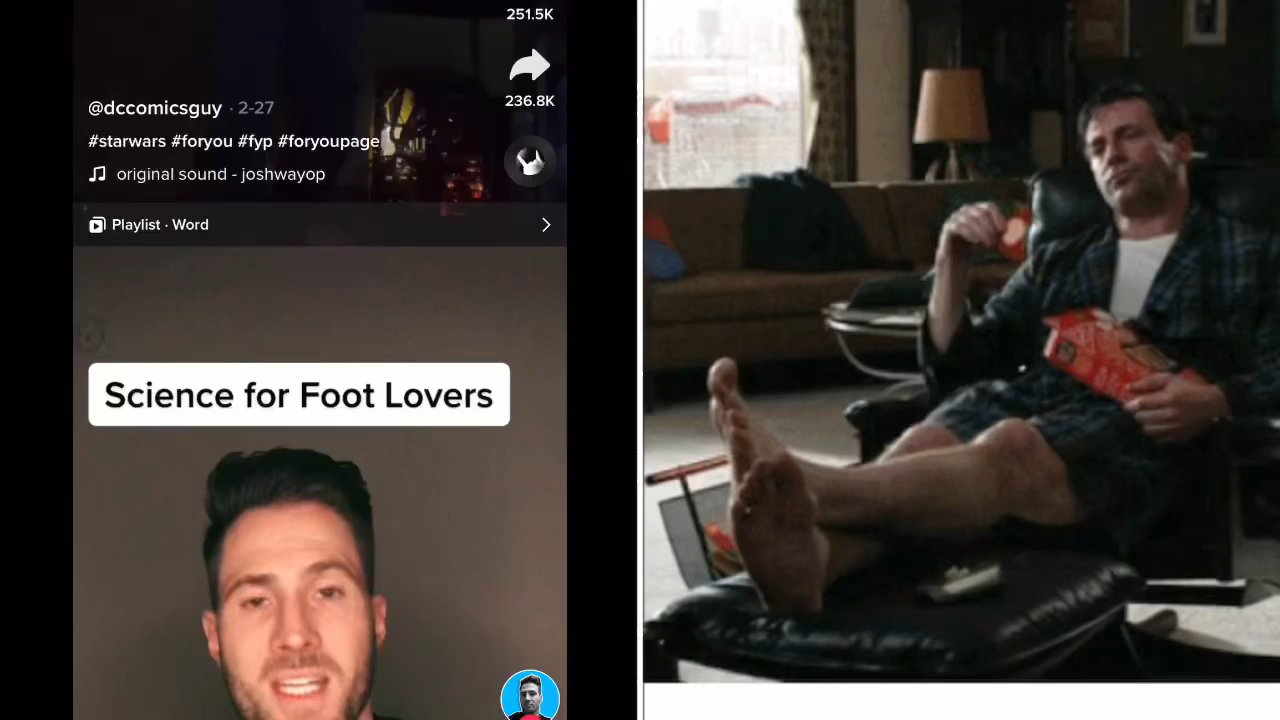 251.5K
236.8K
@dccomicsguy · 2-27
#starwars #foryou #fyp #foryoupage
original sound - joshwayop
Playlist · Word
Science for Foot Lovers